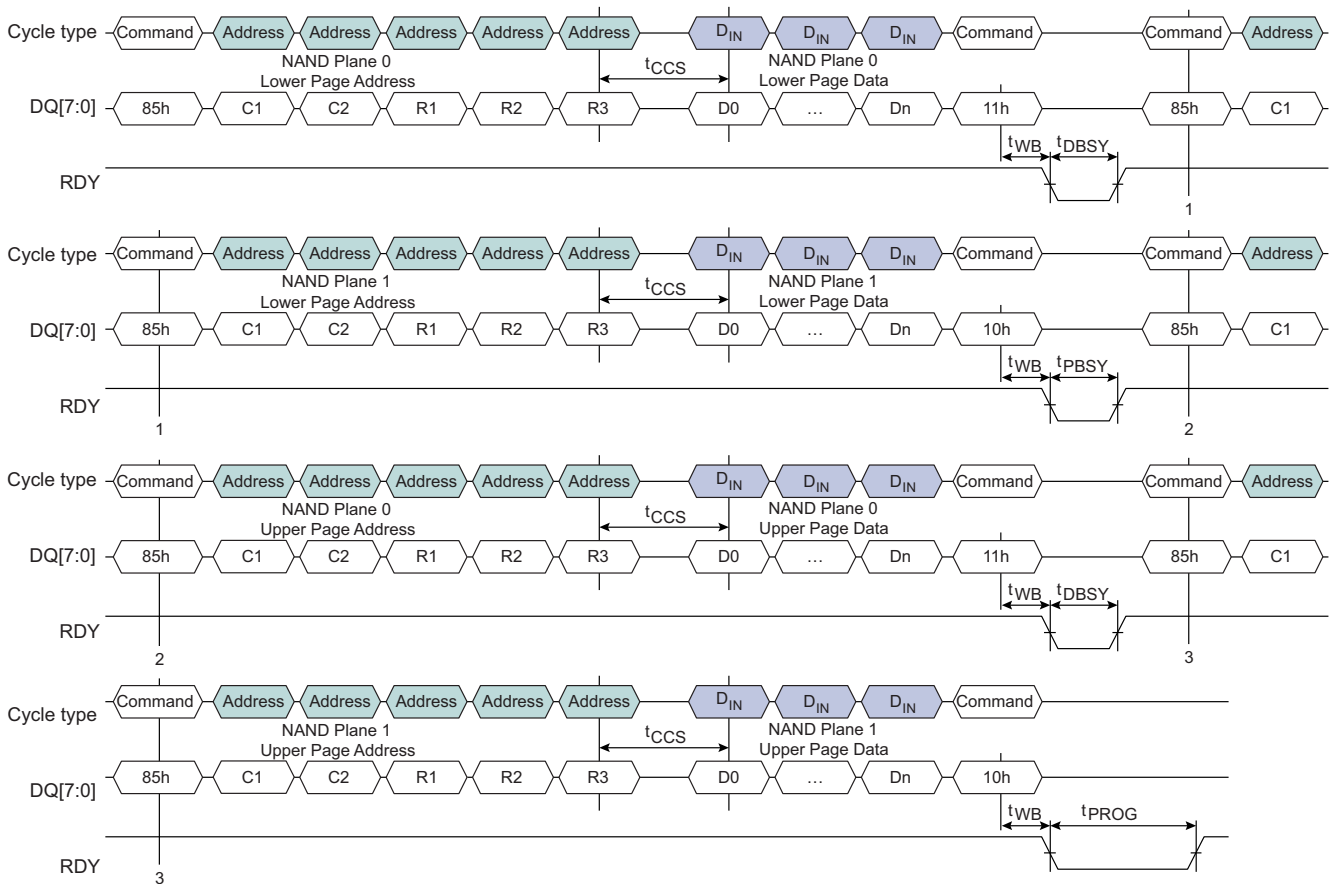 Cycle type Command Address Address Address Address Address DIN DIN DIN Command Command Address
NAND Plane 0 tCCS NAND Plane 0
Lower Page Address Lower Page Data
DQ[7:0] 85h C1 C2 R1 R2 R3 D0 ... Dn 11h 85h C1
tWB tDBSY
RDY
1
Cycle type Command Address Address Address Address Address DIN DIN DIN Command Command Address
NAND Plane 1 tCCS NAND Plane 1
Lower Page Address Lower Page Data
DQ[7:0] 85h C1 C2 R1 R2 R3 D0 ... Dn 10h 85h C1
tWB tPBSY
RDY
1 2
Cycle type Command Address Address Address Address Address DIN DIN DIN Command Command Address
NAND Plane 0 tCCS NAND Plane 0
Upper Page Address Upper Page Data
DQ[7:0] 85h C1 C2 R1 R2 R3 D0 ... Dn 11h 85h C1
tWB tDBSY
RDY
2 3
Cycle type Command Address Address Address Address Address DIN DIN DIN Command
NAND Plane 1 tCCS NAND Plane 1
Upper Page Address Upper Page Data
DQ[7:0] 85h C1 C2 R1 R2 R3 D0 ... Dn 10h
tWB tPROG
RDY
3